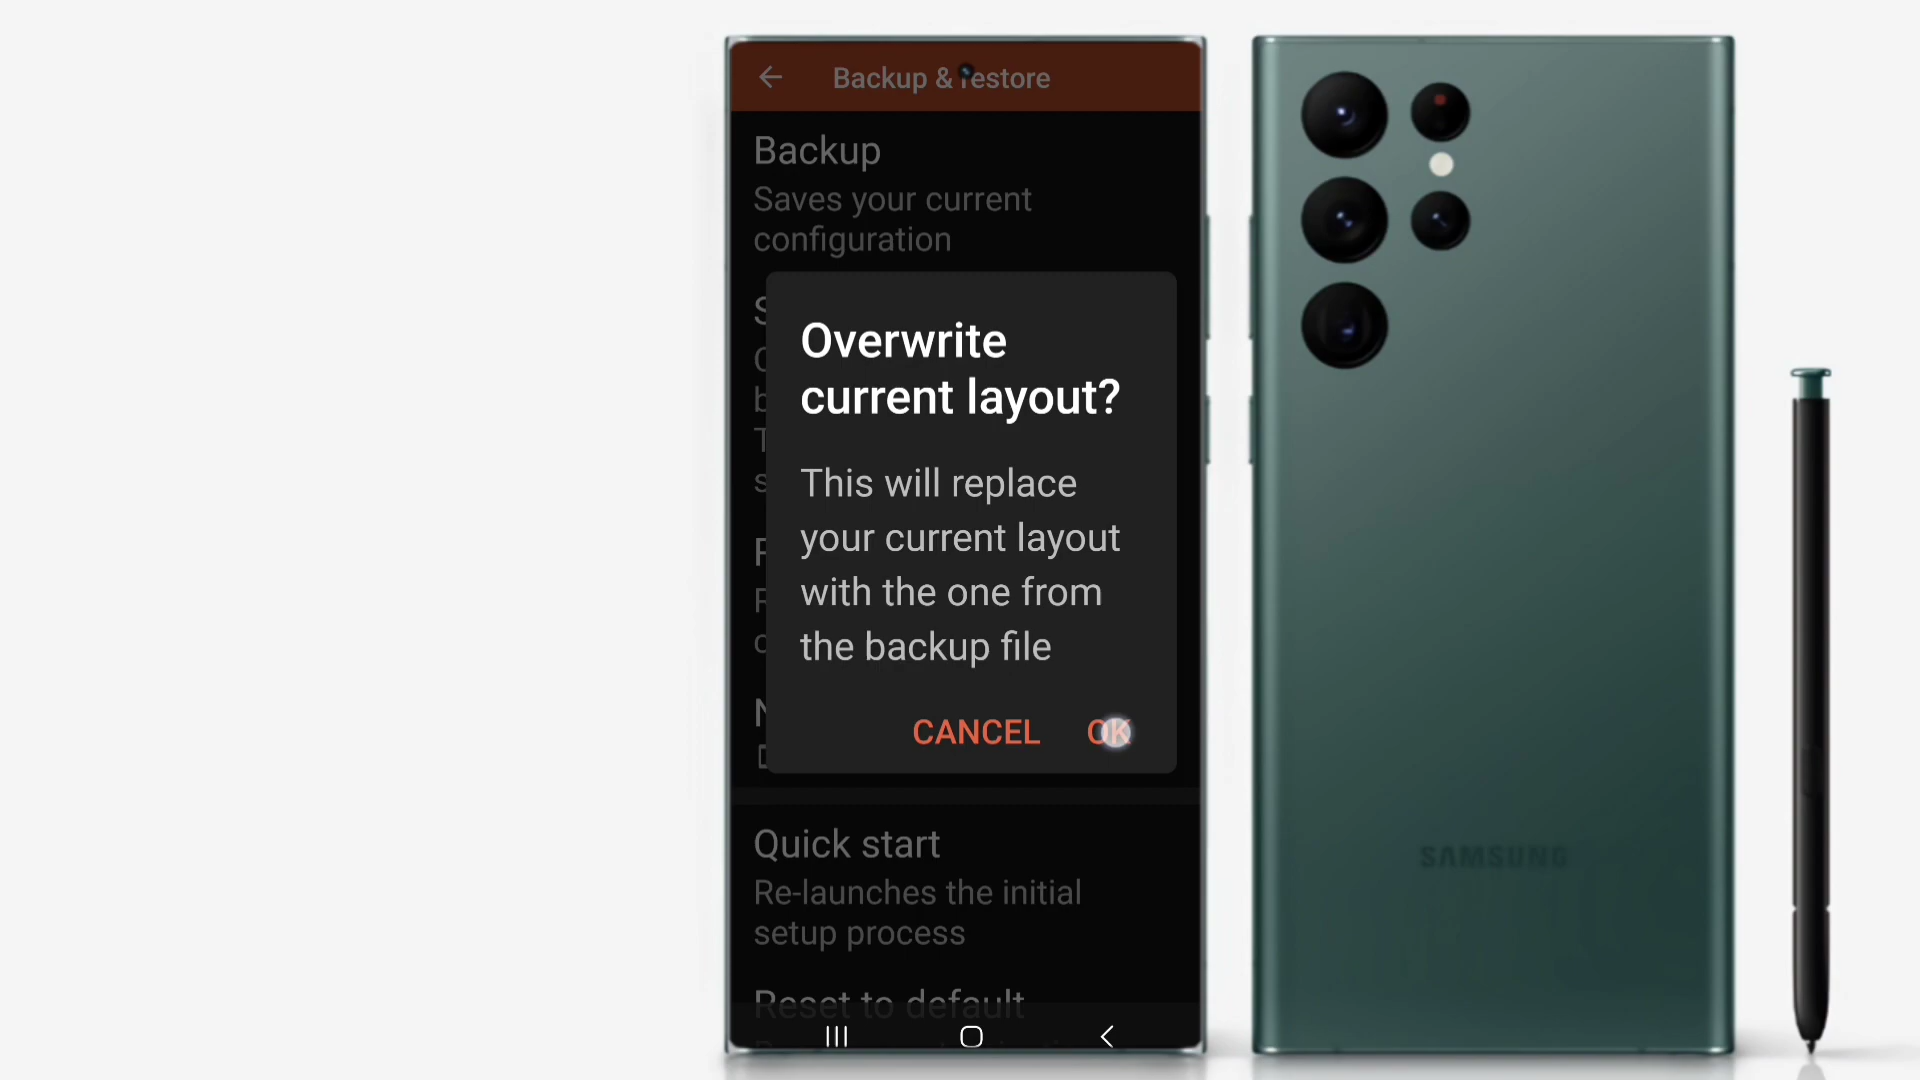 Backup & restore
Backup
Saves your current
configuration
Overwrite
current layout?
This will replace
your current layout
with the one from
the backup file
CANCEL OK
Quick start
Re-launches the initial
setup process
Reset to default
SAMSUNG